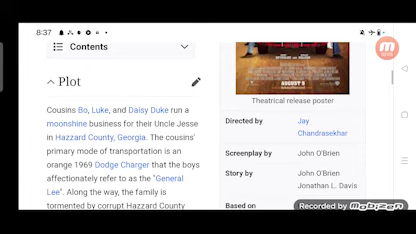 8:37
Contents
Plot
Cousins Bo, Luke, and Daisy Duke run a
moonshine business for their Uncle Jesse
in Hazzard County, Georgia. The cousins'
primary mode of transportation is an
orange 1969 Dodge Charger that the boys
affectionately refer to as the "General
Lee". Along the way, the family is
tormented by corrupt Hazzard County
AUGUST 5
Theatrical release poster
Directed by Jay
Chandrasekhar
Screenplay by John O'Brien
Story by John O'Brien
Jonathan L. Davis
Based on
Recorded by MOBIZEN